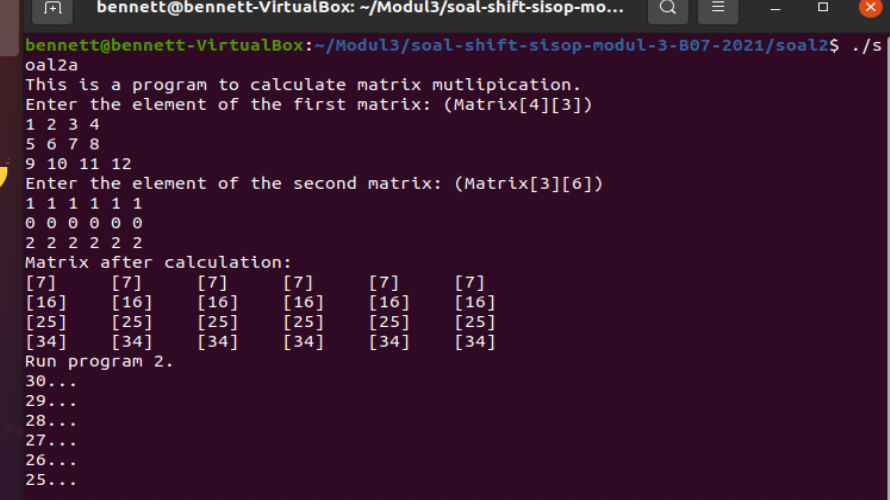 bennett@bennett-VirtualBox: ~/Modul3/soal-shift-sisop-mo...
bennett@bennett-VirtualBox:~/Modul3/soal-shift-sisop-modul-3-B07-2021/soal2$ ./s
oal2a
This is a program to calculate matrix mutlipication.
Enter the element of the first matrix: (Matrix[4][3])
1 2 3 4
5 6 7 8
9 10 11 12
Enter the element of the second matrix: (Matrix[3][6])
1 1 1 1 1 1
0 0 0 0 0 0
2 2 2 2 2 2
Matrix after calculation:
[7] [7] [7] [7] [7] [7]
[16] [16] [16] [16] [16] [16]
[25] [25] [25] [25] [25] [25]
[34] [34] [34] [34] [34] [34]
Run program 2.
30...
29...
28...
27...
26...
25...